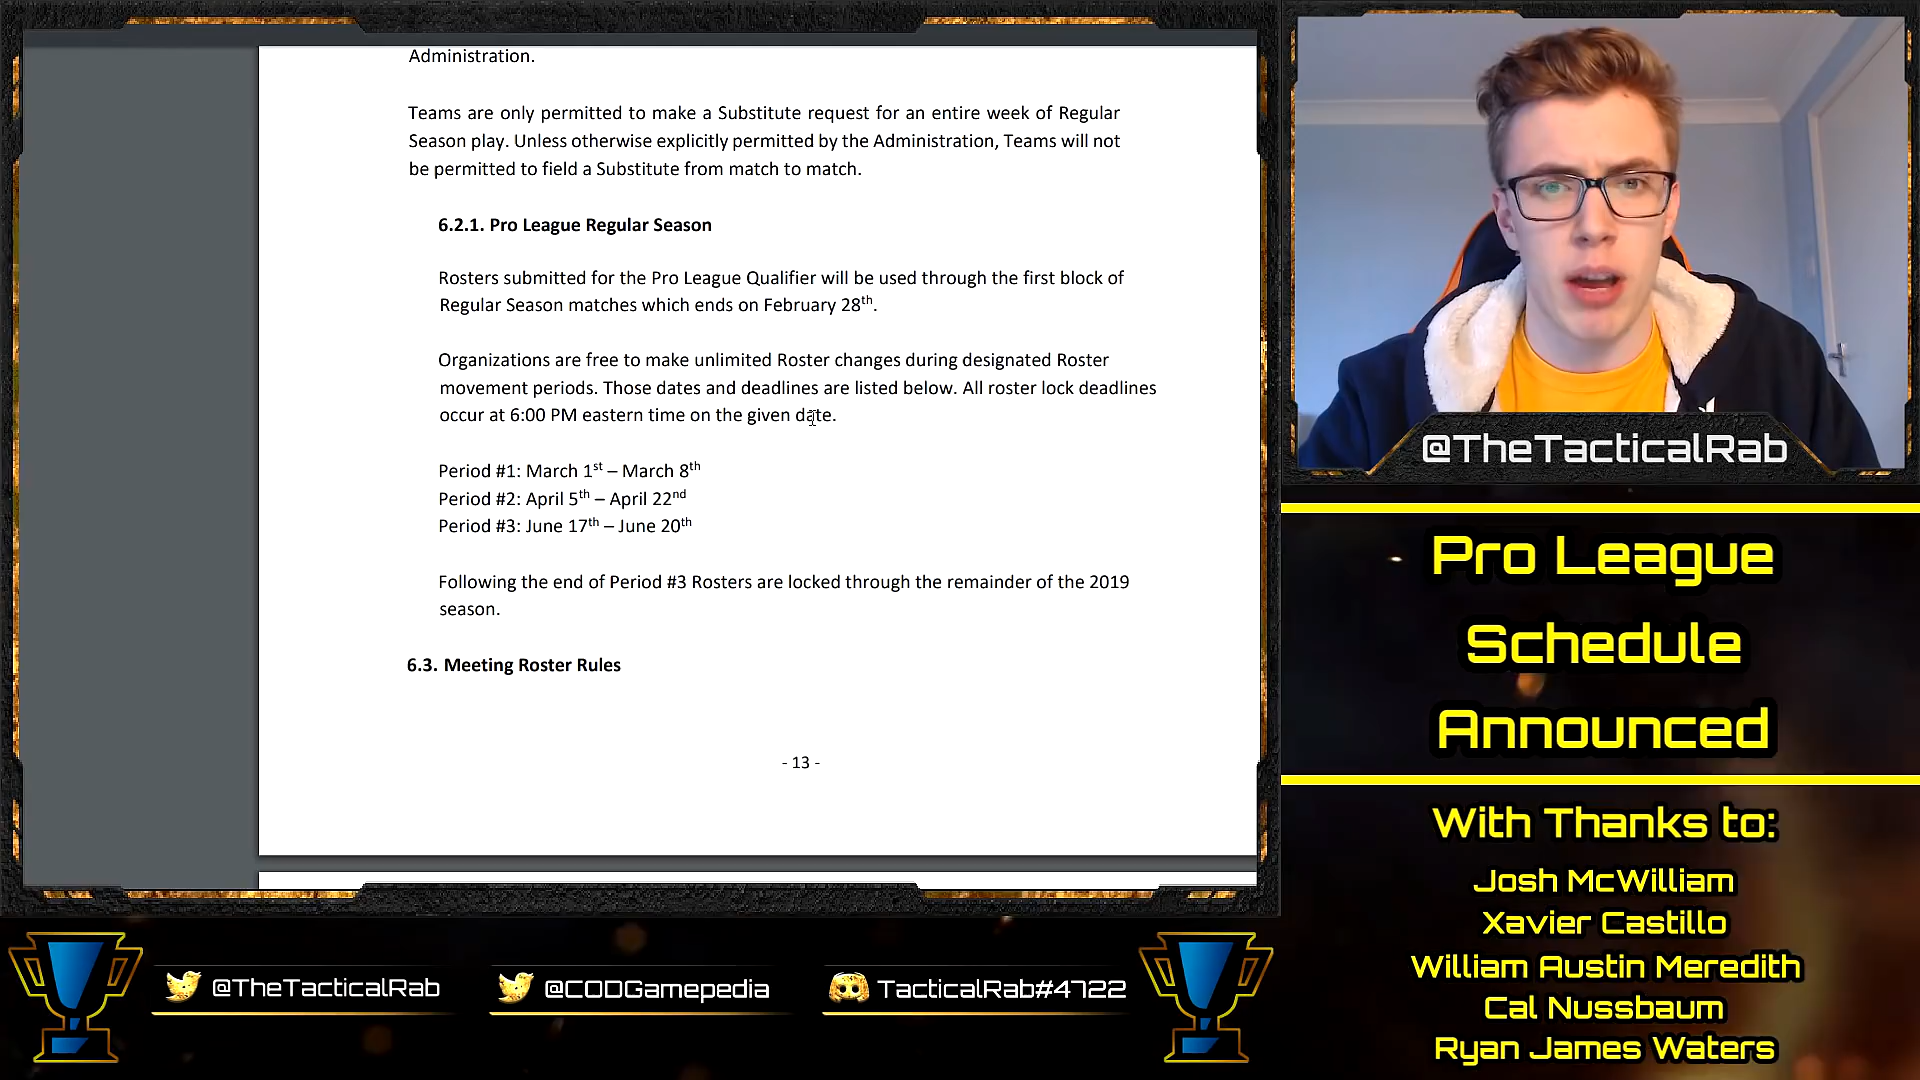 Administration.
Teams are only permitted to make a Substitute request for an entire week of Regular
Season play. Unless otherwise explicitly permitted by the Administration, Teams will not
be permitted to field a Substitute from match to match.
6.2.1. Pro League Regular Season
Rosters submitted for the Pro League Qualifier will be used through the first block of
Regular Season matches which ends on February 28th.
Organizations are free to make unlimited Roster changes during designated Roster
movement periods. Those dates and deadlines are listed below. All roster lock deadlines
occur at 6:00 PM eastern time on the given date.
Period #1: March 1st – March 8th
Period #2: April 5th – April 22nd
Period #3: June 17th – June 20th
Following the end of Period #3 Rosters are locked through the remainder of the 2019
season.
6.3. Meeting Roster Rules
- 13 -
@TheTacticalRab
Pro League
Schedule
Announced
With Thanks to:
Josh McWilliam
Xavier Castillo
William Austin Meredith
Cal Nussbaum
Ryan James Waters
@TheTacticalRab
@CODGamepedia
TacticalRab#4722